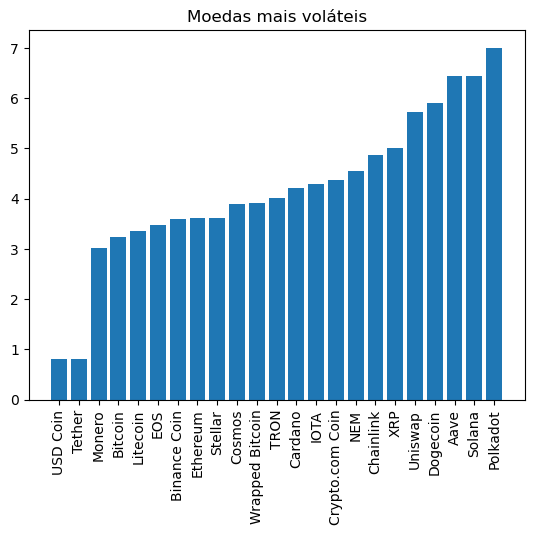 Moedas mais voláteis
7
6
5
4
3
2
1
0
USD Coin
Tether
Monero
Bitcoin
Litecoin
EOS
Binance Coin
Ethereum
Stellar
Cosmos
Wrapped Bitcoin
TRON
Cardano
IOTA
Crypto.com Coin
NEM
Chainlink
XRP
Uniswap
Dogecoin
Aave
Solana
Polkadot